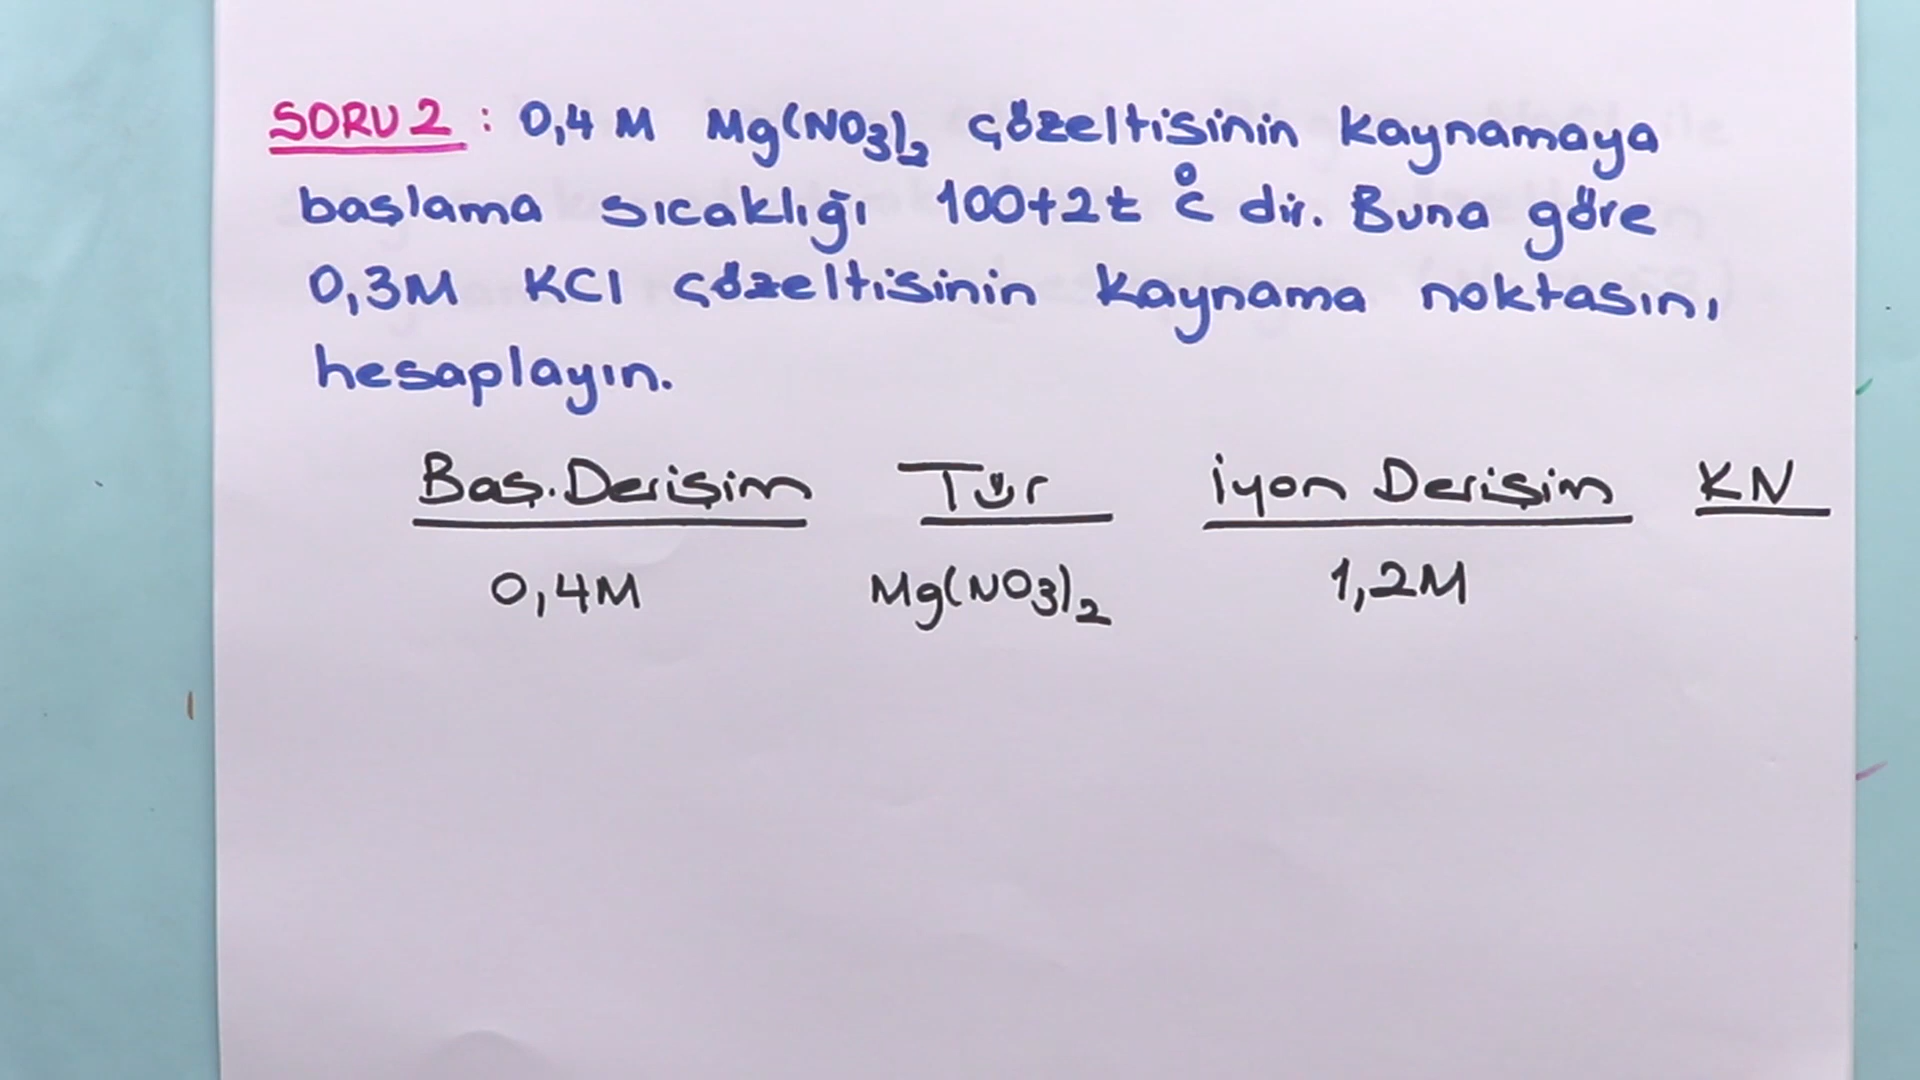 SORU 2 : 0,4 M Mg(NO3)2 çözeltisinin kaynamaya
başlama sıcaklığı 100+2t °C dir. Buna göre
0,3M KCl çözeltisinin kaynama noktasını
hesaplayın.
Baş. Derişim Tür İyon Derişim KN
0,4M Mg(NO3)2 1,2M